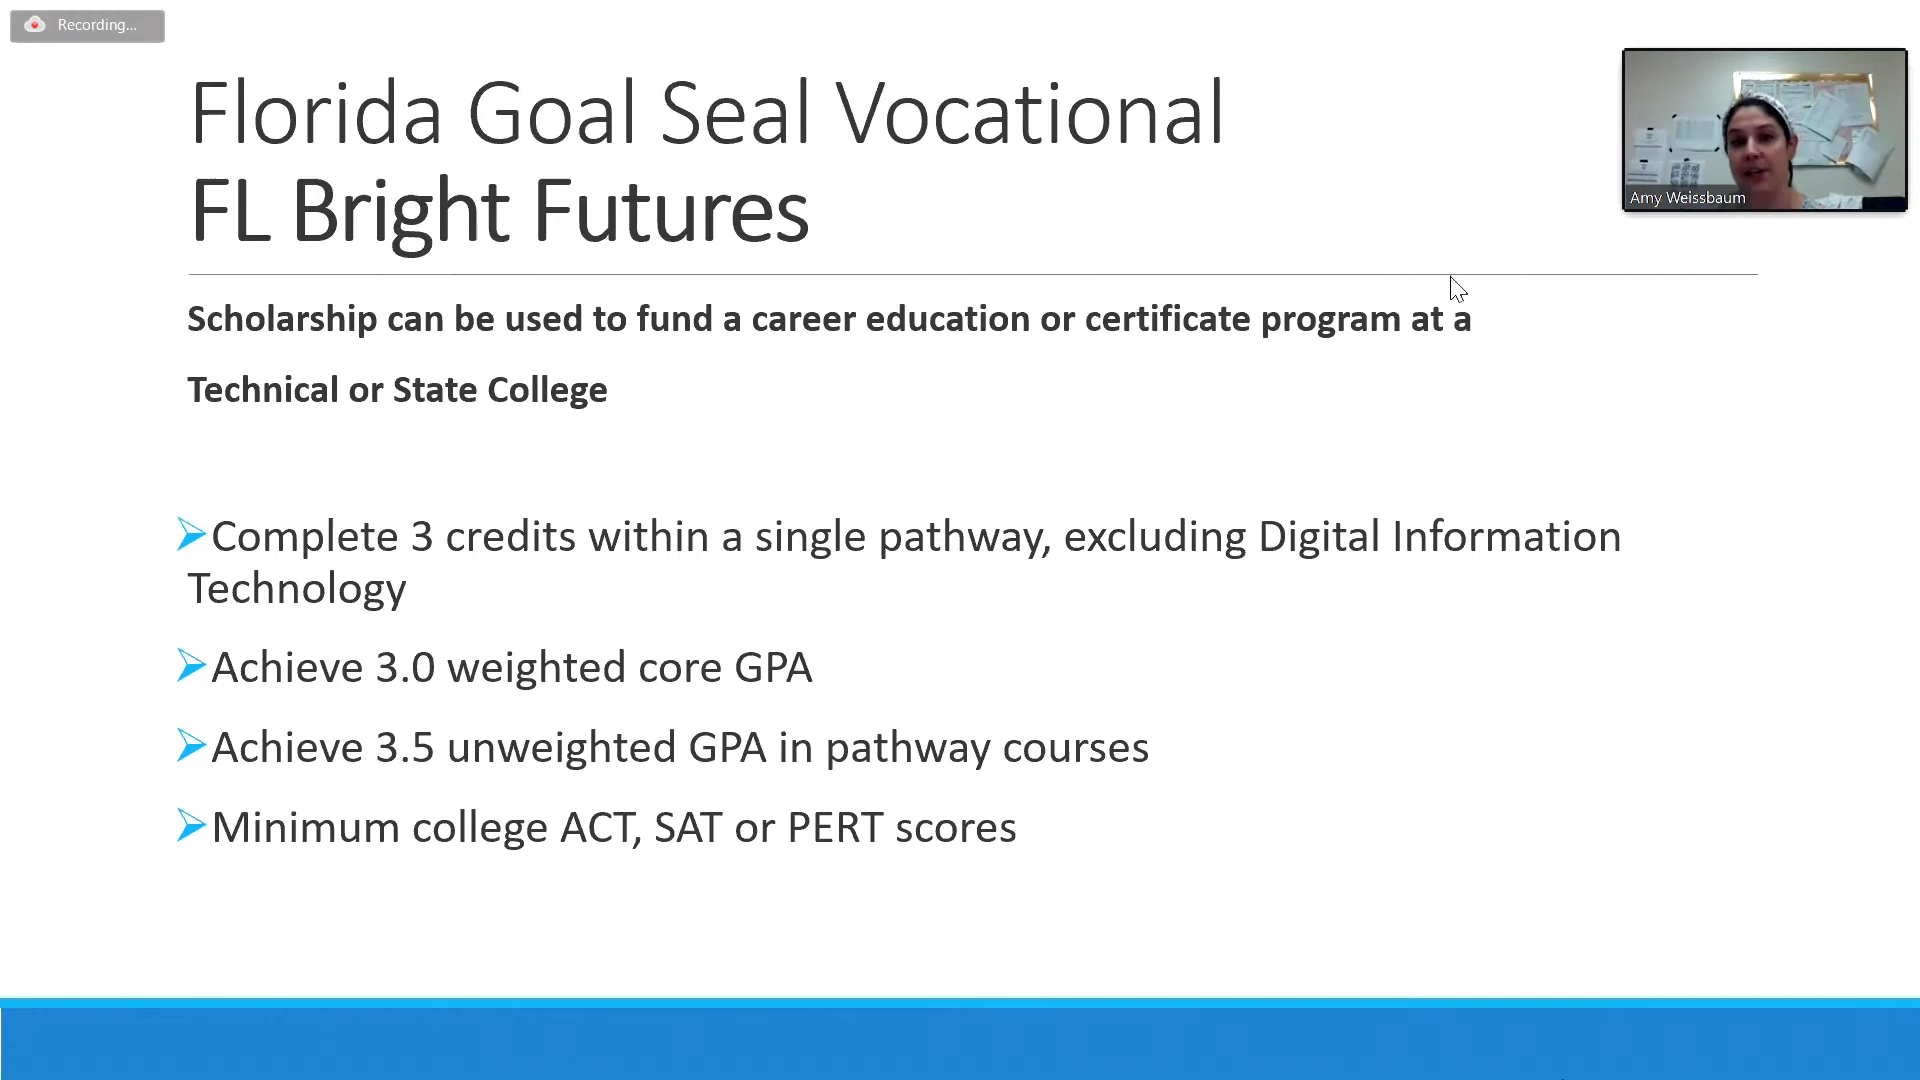 Recording...
Florida Goal Seal Vocational
FL Bright Futures
Amy Weissbaum
Scholarship can be used to fund a career education or certificate program at a
Technical or State College
Complete 3 credits within a single pathway, excluding Digital Information
Technology
Achieve 3.0 weighted core GPA
Achieve 3.5 unweighted GPA in pathway courses
Minimum college ACT, SAT or PERT scores